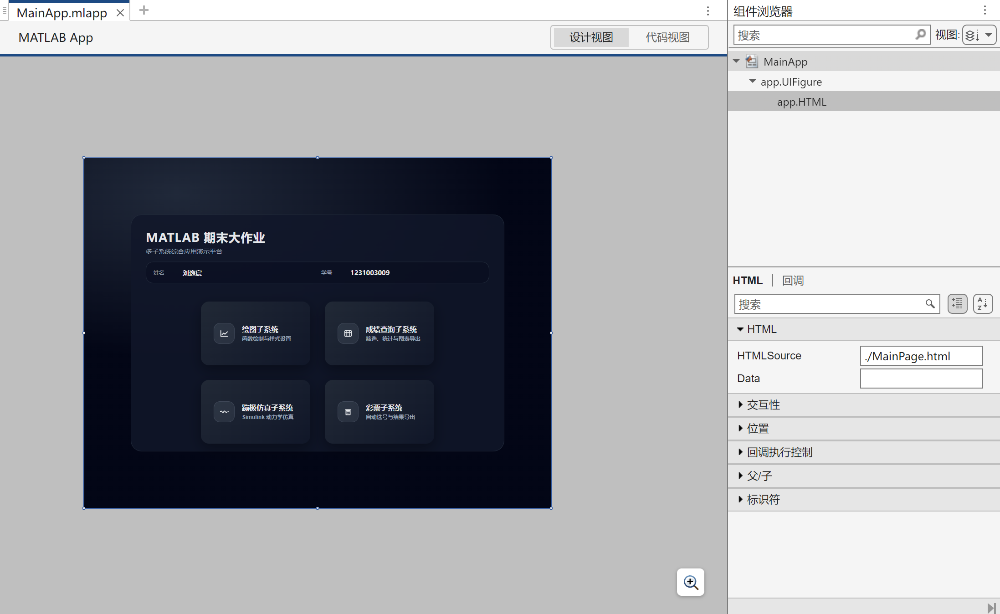 MainApp.mlapp
MATLAB App
设计视图
代码视图
MATLAB 期末大作业
多子系统综合应用演示平台
姓名 刘逸宸 学号 1231003009
绘图子系统
函数绘制与样式设置
成绩查询子系统
筛选、统计与图表导出
蹦极仿真子系统
Simulink 动力学仿真
彩票子系统
自动选号与结果导出
组件浏览器
搜索
视图:
MainApp
app.UIFigure
app.HTML
HTML 回调
搜索
A
Z
HTML
HTMLSource ./MainPage.html
Data
交互性
位置
回调执行控制
父/子
标识符